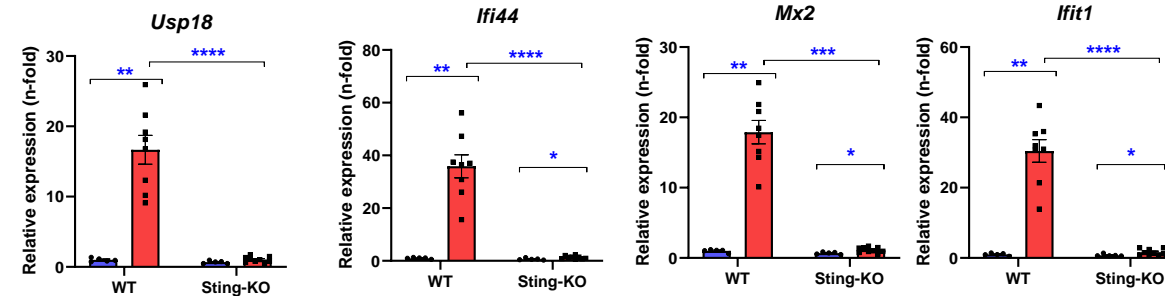 Usp18
Relative expression (n-fold)
30
20
10
0
**
****
WT
Sting-KO
Ifi44
Relative expression (n-fold)
80
60
40
20
0
**
****
*
WT
Sting-KO
Mx2
Relative expression (n-fold)
30
20
10
0
**
***
*
WT
Sting-KO
Ifit1
Relative expression (n-fold)
60
40
20
0
**
****
*
WT
Sting-KO